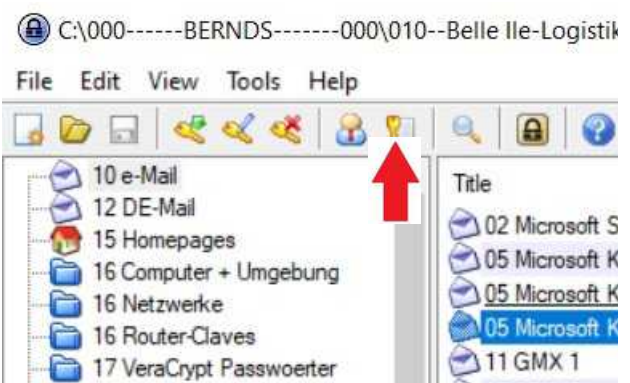 C:\000------BERNDS-------000\010--Belle Ile-Logistik
File Edit View Tools Help
10 e-Mail
12 DE-Mail
15 Homepages
16 Computer + Umgebung
16 Netzwerke
16 Router-Claves
17 VeraCrypt Passwoerter
Title
02 Microsoft S
05 Microsoft K
05 Microsoft K
05 Microsoft K
11 GMX 1